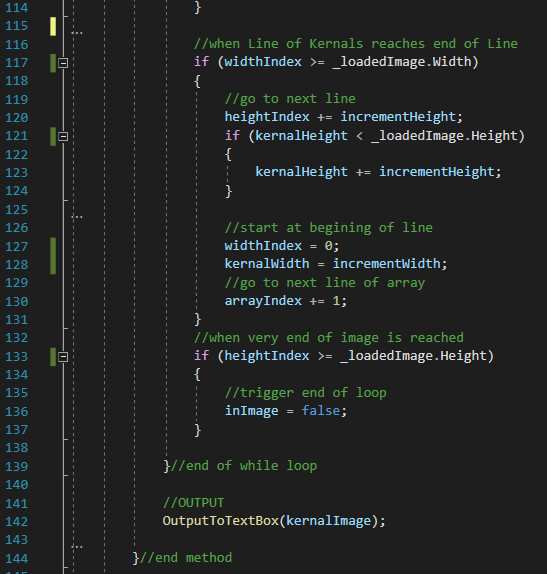 114 }
115
116 //when Line of Kernals reaches end of Line
117 if (widthIndex >= _loadedImage.Width)
118 {
119 //go to next line
120 heightIndex += incrementHeight;
121 if (kernalHeight < _loadedImage.Height)
122 {
123 kernalHeight += incrementHeight;
124 }
125
126 //start at begining of line
127 widthIndex = 0;
128 kernalWidth = incrementWidth;
129 //go to next line of array
130 arrayIndex += 1;
131 }
132 //when very end of image is reached
133 if (heightIndex >= _loadedImage.Height)
134 {
135 //trigger end of loop
136 inImage = false;
137 }
138
139 }//end of while loop
140
141 //OUTPUT
142 OutputToTextBox(kernalImage);
143
144 }//end method